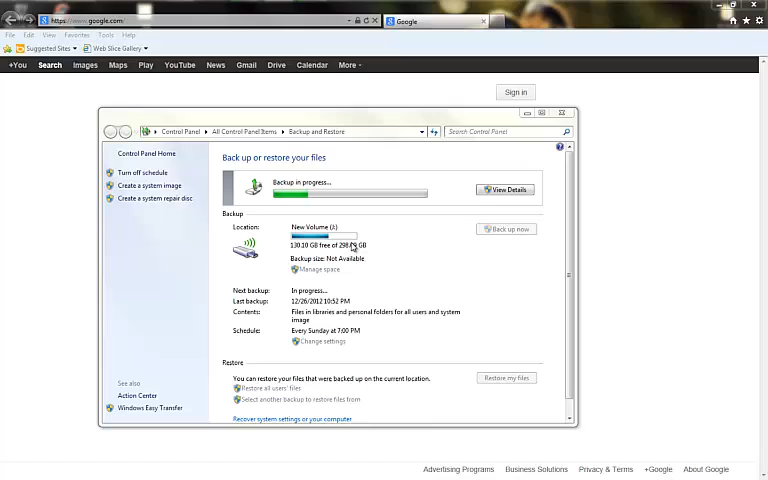 https://www.google.com/
Google
File Edit View Favorites Tools Help
Suggested Sites Web Slice Gallery
+You Search Images Maps Play YouTube News Gmail Drive Calendar More
Sign in
Control Panel All Control Panel Items Backup and Restore Search Control Panel
Control Panel Home
Turn off schedule
Create a system image
Create a system repair disc
See also
Action Center
Windows Easy Transfer
Back up or restore your files
Backup in progress...
View Details
Backup
Location: New Volume (I:)
Back up now
130.10 GB free of GB
Backup size: Not Available
Manage space
Next backup: In progress...
Last backup: 12/26/2012 10:52 PM
Contents: Files in libraries and personal folders for all users and system
image
Schedule: Every Sunday at 7:00 PM
Change settings
Restore
You can restore your files that were backed up on the current location.
Restore my files
Restore all users' files
Select another backup to restore files from
Recover system settings or your computer
Advertising Programs Business Solutions Privacy & Terms +Google About Google